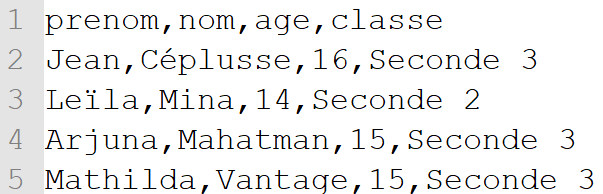 1 prenom,nom,age,classe
2 Jean,Céplusse,16,Seconde 3
3 Leïla,Mina,14,Seconde 2
4 Arjuna,Mahatman,15,Seconde 3
5 Mathilda,Vantage,15,Seconde 3